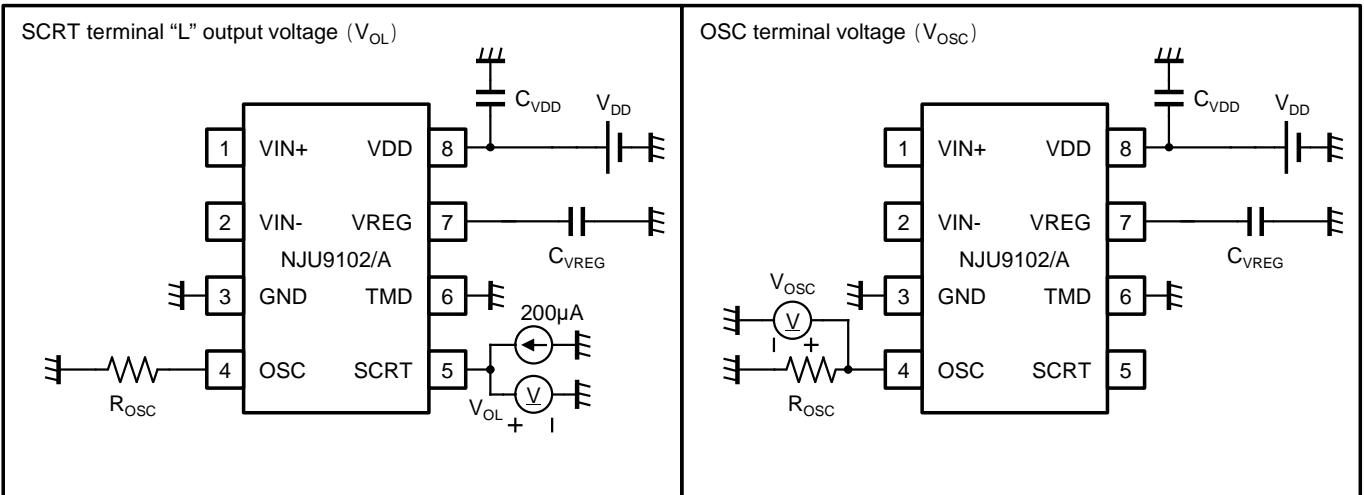 SCRT terminal “L” output voltage (VOL)
CVDD
VDD
1 VIN+ VDD 8
2 VIN- VREG 7
NJU9102/A
CVREG
3 GND TMD 6
200µA
4 OSC SCRT 5
ROSC
V
VOL
+ −
OSC terminal voltage (VOSC)
CVDD
VDD
1 VIN+ VDD 8
2 VIN- VREG 7
NJU9102/A
CVREG
VOSC
3 GND TMD 6
V
− +
4 OSC SCRT 5
ROSC